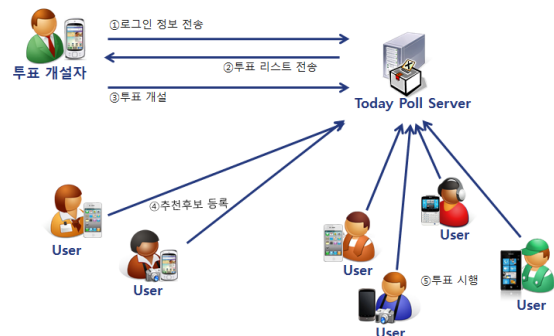 ①로그인 정보 전송
②투표 리스트 전송
투표 개설자
③투표 개설
Today Poll Server
④추천후보 등록
User
User
User
User
⑤투표 시행
User
User